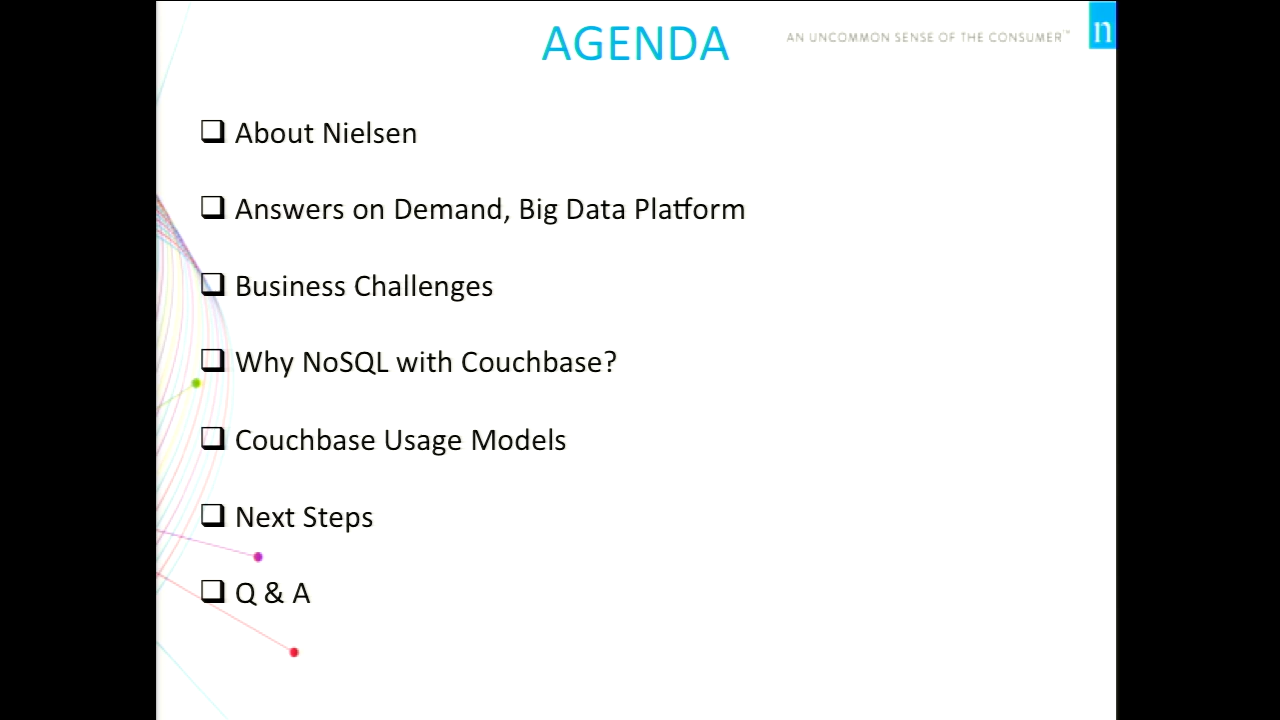 AGENDA
AN UNCOMMON SENSE OF THE CONSUMER™
n
About Nielsen
Answers on Demand, Big Data Platform
Business Challenges
Why NoSQL with Couchbase?
Couchbase Usage Models
Next Steps
Q & A